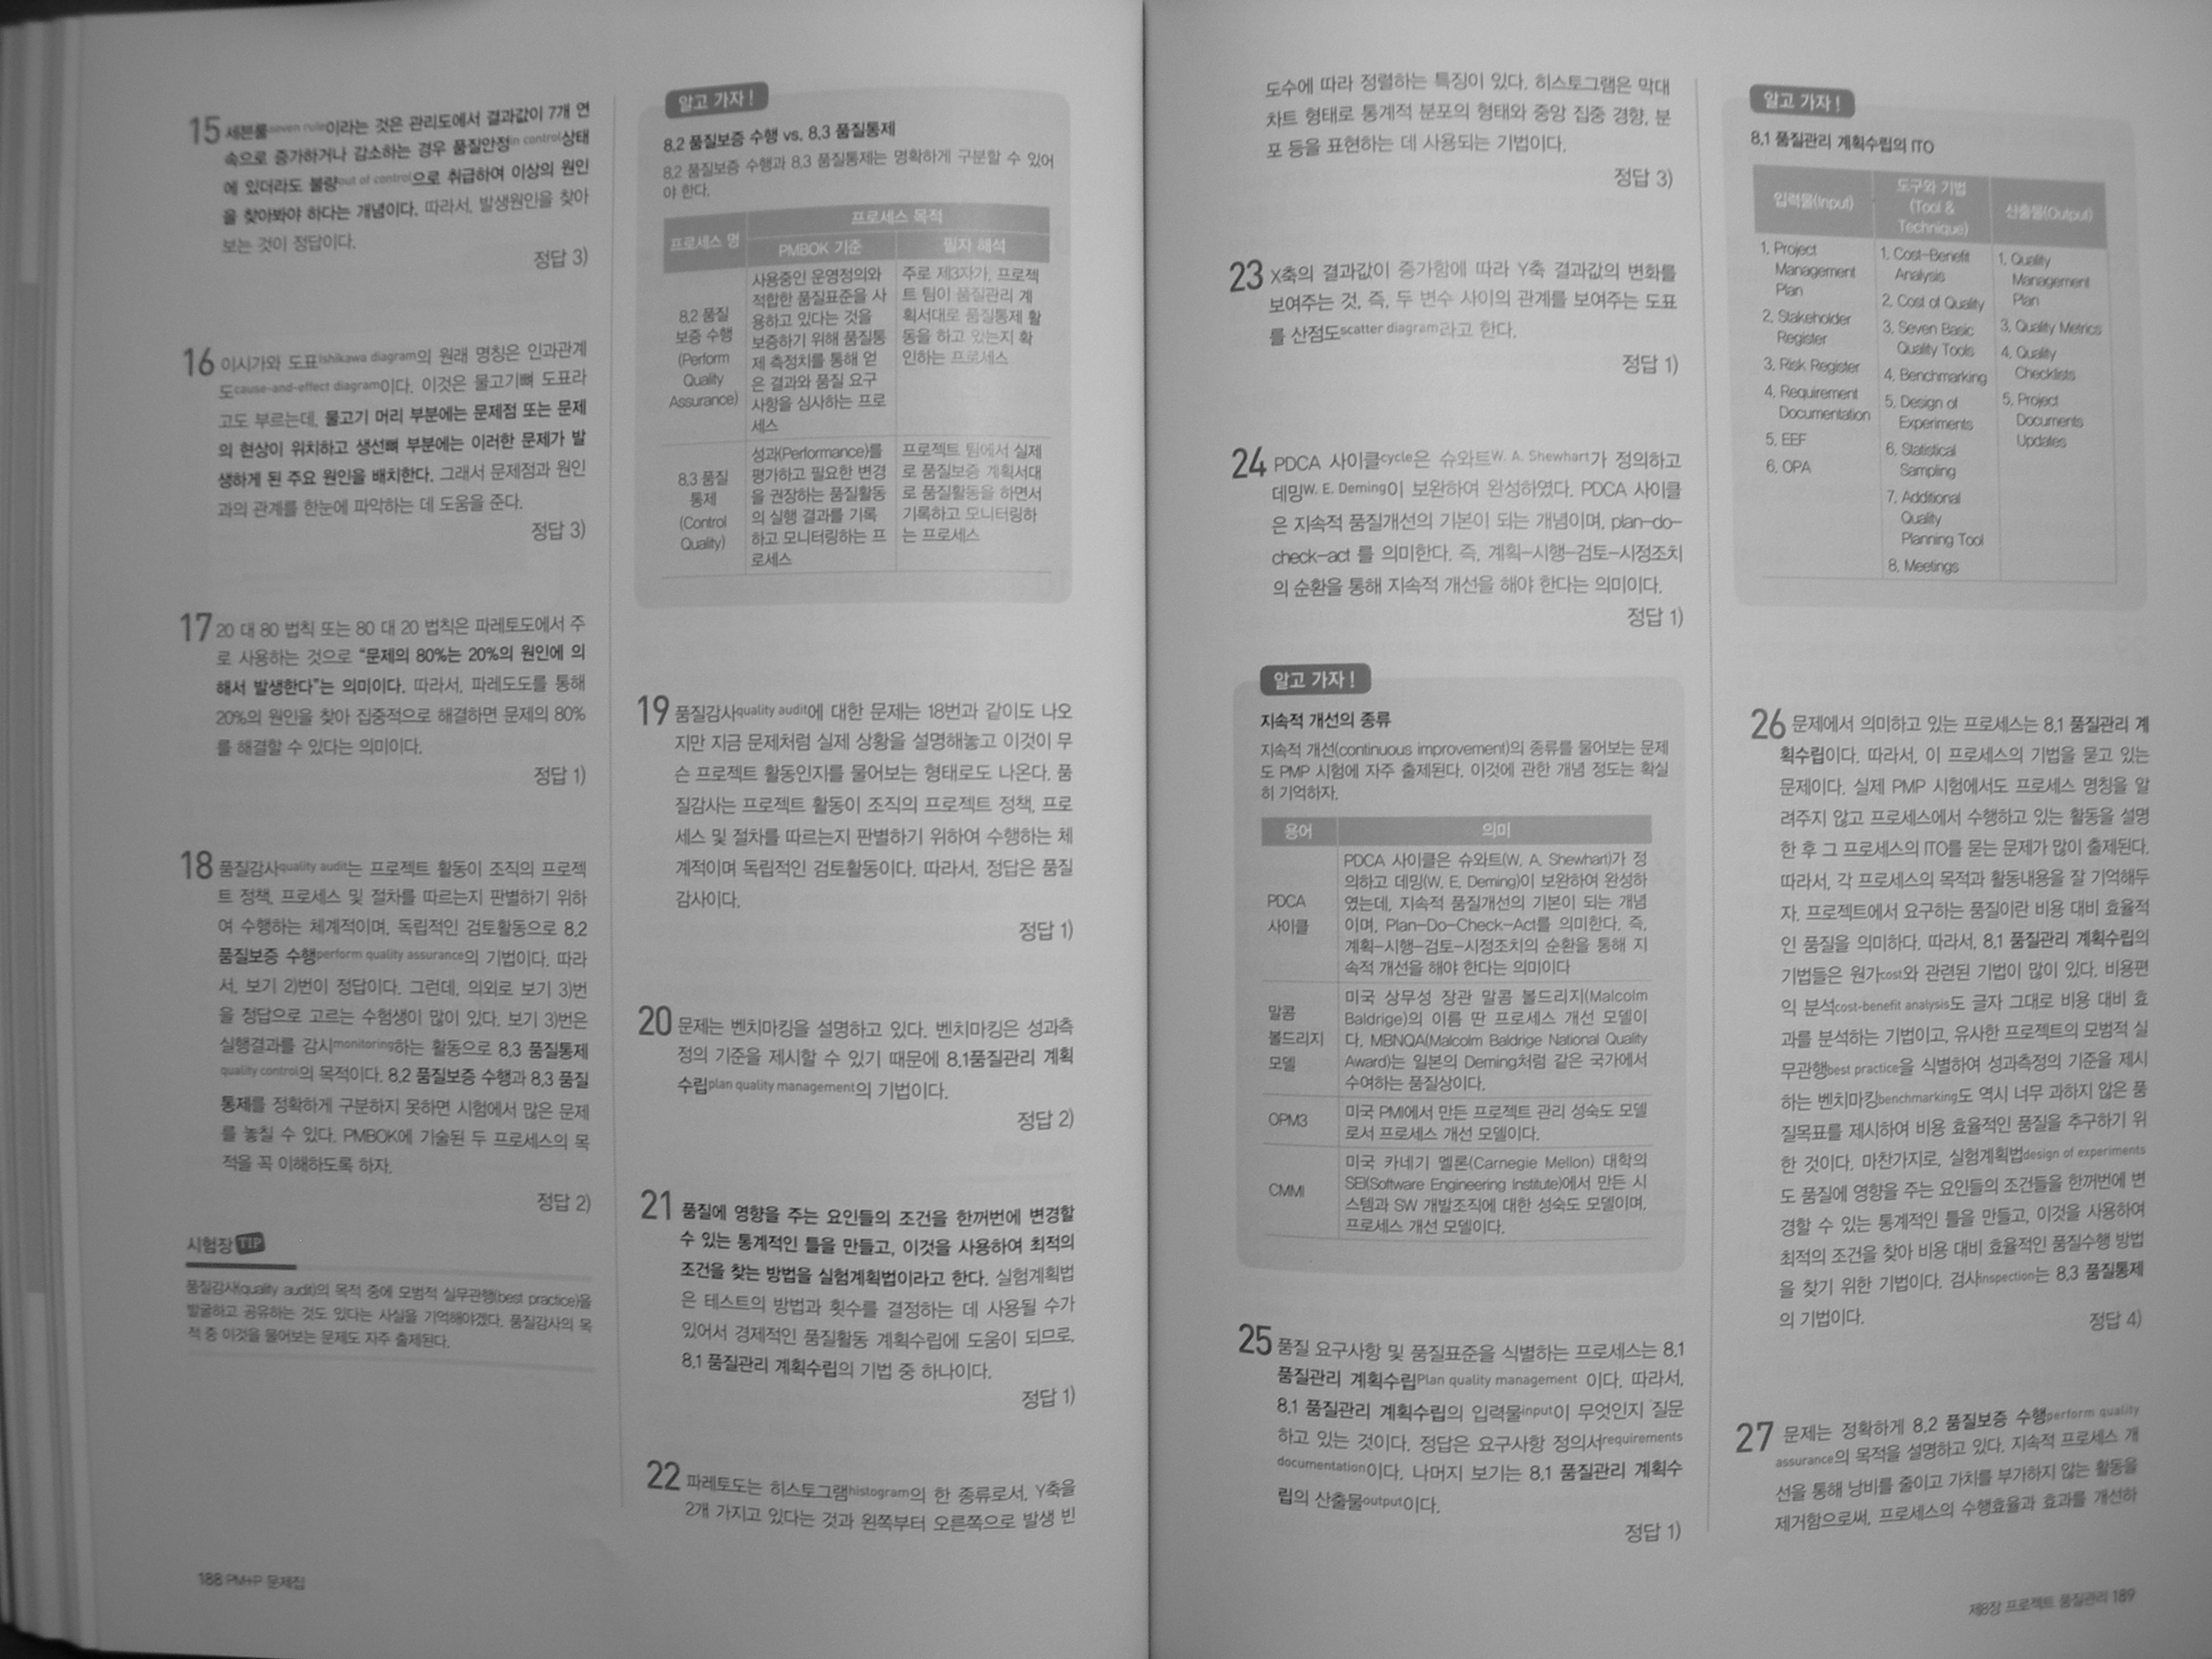 15 세븐룰seven rule이라는 것은 관리도에서 결과값이 7개 연
속으로 증가하거나 감소하는 경우 품질안정in control상태
에 있더라도 불량out of control으로 취급하여 이상의 원인
을 찾아봐야 하다는 개념이다. 따라서, 발생원인을 찾아
보는 것이 정답이다.
정답 3)
16 이시가와 도표Ishikawa diagram의 원래 명칭은 인과관계
도cause-and-effect diagram이다. 이것은 물고기뼈 도표라
고도 부르는데, 물고기 머리 부분에는 문제점 또는 문제
의 현상이 위치하고 생선뼈 부분에는 이러한 문제가 발
생하게 된 주요 원인을 배치한다. 그래서 문제점과 원인
과의 관계를 한눈에 파악하는 데 도움을 준다.
정답 3)
17 20 대 80 법칙 또는 80 대 20 법칙은 파레토도에서 주
로 사용하는 것으로 “문제의 80%는 20%의 원인에 의
해서 발생한다”는 의미이다. 따라서, 파레토도를 통해
20%의 원인을 찾아 집중적으로 해결하면 문제의 80%
를 해결할 수 있다는 의미이다.
정답 1)
18 품질감사quality audit는 프로젝트 활동이 조직의 프로젝
트 정책, 프로세스 및 절차를 따르는지 판별하기 위하
여 수행하는 체계적이며, 독립적인 검토활동으로 8.2
품질보증 수행perform quality assurance의 기법이다. 따라
서, 보기 2)번이 정답이다. 그런데, 의외로 보기 3)번
을 정답으로 고르는 수험생이 많이 있다. 보기 3)번은
실행결과를 감시monitoring하는 활동으로 8.3 품질통제
quality control의 목적이다. 8.2 품질보증 수행과 8.3 품질
통제를 정확하게 구분하지 못하면 시험에서 많은 문제
를 놓칠 수 있다. PMBOK에 기술된 두 프로세스의 목
적을 꼭 이해하도록 하자.
정답 2)
시험장 TIP
품질감사(quality audit)의 목적 중에 모범적 실무관행(best practice)을
발굴하고 공유하는 것도 있다는 사실을 기억해야겠다. 품질감사의 목
적 중 이것을 물어보는 문제도 자주 출제된다.
188 PM+P 문제집
알고 가자!
8.2 품질보증 수행 vs. 8.3 품질통제
8.2 품질보증 수행과 8.3 품질통제는 명확하게 구분할 수 있어
야 한다.
프로세스 명
프로세스 목적
PMBOK 기준
필자 해석
8.2 품질
보증 수행
(Perform
Quality
Assurance)
사용중인 운영정의와
적합한 품질표준을 사
용하고 있다는 것을
보증하기 위해 품질통
제 측정치를 통해 얻
은 결과와 품질 요구
사항을 심사하는 프로
세스
주로 제3자가, 프로젝
트 팀이 품질관리 계
획서대로 품질통제 활
동을 하고 있는지 확
인하는 프로세스
8.3 품질
통제
(Control
Quality)
성과(Performance)를
평가하고 필요한 변경
을 권장하는 품질활동
의 실행 결과를 기록
하고 모니터링하는 프
로세스
프로젝트 팀에서 실제
로 품질보증 계획서대
로 품질활동을 하면서
기록하고 모니터링하
는 프로세스
19 품질감사quality audit에 대한 문제는 18번과 같이도 나오
지만 지금 문제처럼 실제 상황을 설명해놓고 이것이 무
슨 프로젝트 활동인지를 물어보는 형태로도 나온다. 품
질감사는 프로젝트 활동이 조직의 프로젝트 정책, 프로
세스 및 절차를 따르는지 판별하기 위하여 수행하는 체
계적이며 독립적인 검토활동이다. 따라서, 정답은 품질
감사이다.
정답 1)
20 문제는 벤치마킹을 설명하고 있다. 벤치마킹은 성과측
정의 기준을 제시할 수 있기 때문에 8.1품질관리 계획
수립plan quality management의 기법이다.
정답 2)
21 품질에 영향을 주는 요인들의 조건을 한꺼번에 변경할
수 있는 통계적인 틀을 만들고, 이것을 사용하여 최적의
조건을 찾는 방법을 실험계획법이라고 한다. 실험계획법
은 테스트의 방법과 횟수를 결정하는 데 사용될 수가
있어서 경제적인 품질활동 계획수립에 도움이 되므로,
8.1 품질관리 계획수립의 기법 중 하나이다.
정답 1)
22 파레토도는 히스토그램histogram의 한 종류로서, Y축을
2개 가지고 있다는 것과 왼쪽부터 오른쪽으로 발생 빈
도수에 따라 정렬하는 특징이 있다. 히스토그램은 막대
차트 형태로 통계적 분포의 형태와 중앙 집중 경향, 분
포 등을 표현하는 데 사용되는 기법이다.
정답 3)
23 X축의 결과값이 증가함에 따라 Y축 결과값의 변화를
보여주는 것, 즉, 두 변수 사이의 관계를 보여주는 도표
를 산점도scatter diagram라고 한다.
정답 1)
24 PDCA 사이클cycle은 슈와트W. A. Shewhart가 정의하고
데밍W. E. Deming이 보완하여 완성하였다. PDCA 사이클
은 지속적 품질개선의 기본이 되는 개념이며, plan-do-
check-act 를 의미한다. 즉, 계획-시행-검토-시정조치
의 순환을 통해 지속적 개선을 해야 한다는 의미이다.
정답 1)
알고 가자!
지속적 개선의 종류
지속적 개선(continuous improvement)의 종류를 물어보는 문제
도 PMP 시험에 자주 출제된다. 이것에 관한 개념 정도는 확실
히 기억하자.
용어
의미
PDCA
사이클
PDCA 사이클은 슈와트(W. A. Shewhart)가 정
의하고 데밍(W. E. Deming)이 보완하여 완성하
였는데, 지속적 품질개선의 기본이 되는 개념
이며, Plan-Do-Check-Act를 의미한다. 즉,
계획-시행-검토-시정조치의 순환을 통해 지
속적 개선을 해야 한다는 의미이다
말콤
볼드리지
모델
미국 상무성 장관 말콤 볼드리지(Malcolm
Baldrige)의 이름 딴 프로세스 개선 모델이
다. MBNQA(Malcolm Baldrige National Quality
Award)는 일본의 Deming처럼 같은 국가에서
수여하는 품질상이다.
OPM3
미국 PMI에서 만든 프로젝트 관리 성숙도 모델
로서 프로세스 개선 모델이다.
CMMI
미국 카네기 멜론(Carnegie Mellon) 대학의
SEI(Software Engineering Institute)에서 만든 시
스템과 SW 개발조직에 대한 성숙도 모델이며,
프로세스 개선 모델이다.
25 품질 요구사항 및 품질표준을 식별하는 프로세스는 8.1
품질관리 계획수립Plan quality management 이다. 따라서,
8.1 품질관리 계획수립의 입력물input이 무엇인지 질문
하고 있는 것이다. 정답은 요구사항 정의서requirements
documentation이다. 나머지 보기는 8.1 품질관리 계획수
립의 산출물output이다.
정답 1)
알고 가자!
8.1 품질관리 계획수립의 ITO
입력물(Input)
도구와 기법
(Tool &
Technique)
산출물(Output)
1. Project
Management
Plan
2. Stakeholder
Register
3. Risk Register
4. Requirement
Documentation
5. EEF
6. OPA
1. Cost-Benefit
Analysis
2. Cost of Quality
3. Seven Basic
Quality Tools
4. Benchmarking
5. Design of
Experiments
6. Statistical
Sampling
7. Additional
Quality
Planning Tool
8. Meetings
1. Quality
Management
Plan
3. Quality Metrics
4. Quality
Checklists
5. Project
Documents
Updates
26 문제에서 의미하고 있는 프로세스는 8.1 품질관리 계
획수립이다. 따라서, 이 프로세스의 기법을 묻고 있는
문제이다. 실제 PMP 시험에서도 프로세스 명칭을 알
려주지 않고 프로세스에서 수행하고 있는 활동을 설명
한 후 그 프로세스의 ITO를 묻는 문제가 많이 출제된다.
따라서, 각 프로세스의 목적과 활동내용을 잘 기억해두
자. 프로젝트에서 요구하는 품질이란 비용 대비 효율적
인 품질을 의미하다. 따라서, 8.1 품질관리 계획수립의
기법들은 원가cost와 관련된 기법이 많이 있다. 비용편
익 분석cost-benefit analysis도 글자 그대로 비용 대비 효
과를 분석하는 기법이고, 유사한 프로젝트의 모범적 실
무관행best practice을 식별하여 성과측정의 기준을 제시
하는 벤치마킹benchmarking도 역시 너무 과하지 않은 품
질목표를 제시하여 비용 효율적인 품질을 추구하기 위
한 것이다. 마찬가지로, 실험계획법design of experiments
도 품질에 영향을 주는 요인들의 조건들을 한꺼번에 변
경할 수 있는 통계적인 틀을 만들고, 이것을 사용하여
최적의 조건을 찾아 비용 대비 효율적인 품질수행 방법
을 찾기 위한 기법이다. 검사inspection는 8.3 품질통제
의 기법이다.
정답 4)
27 문제는 정확하게 8.2 품질보증 수행perform quality
assurance의 목적을 설명하고 있다. 지속적 프로세스 개
선을 통해 낭비를 줄이고 가치를 부가하지 않는 활동을
제거함으로써, 프로세스의 수행효율과 효과를 개선하
제8장 프로젝트 품질관리 189